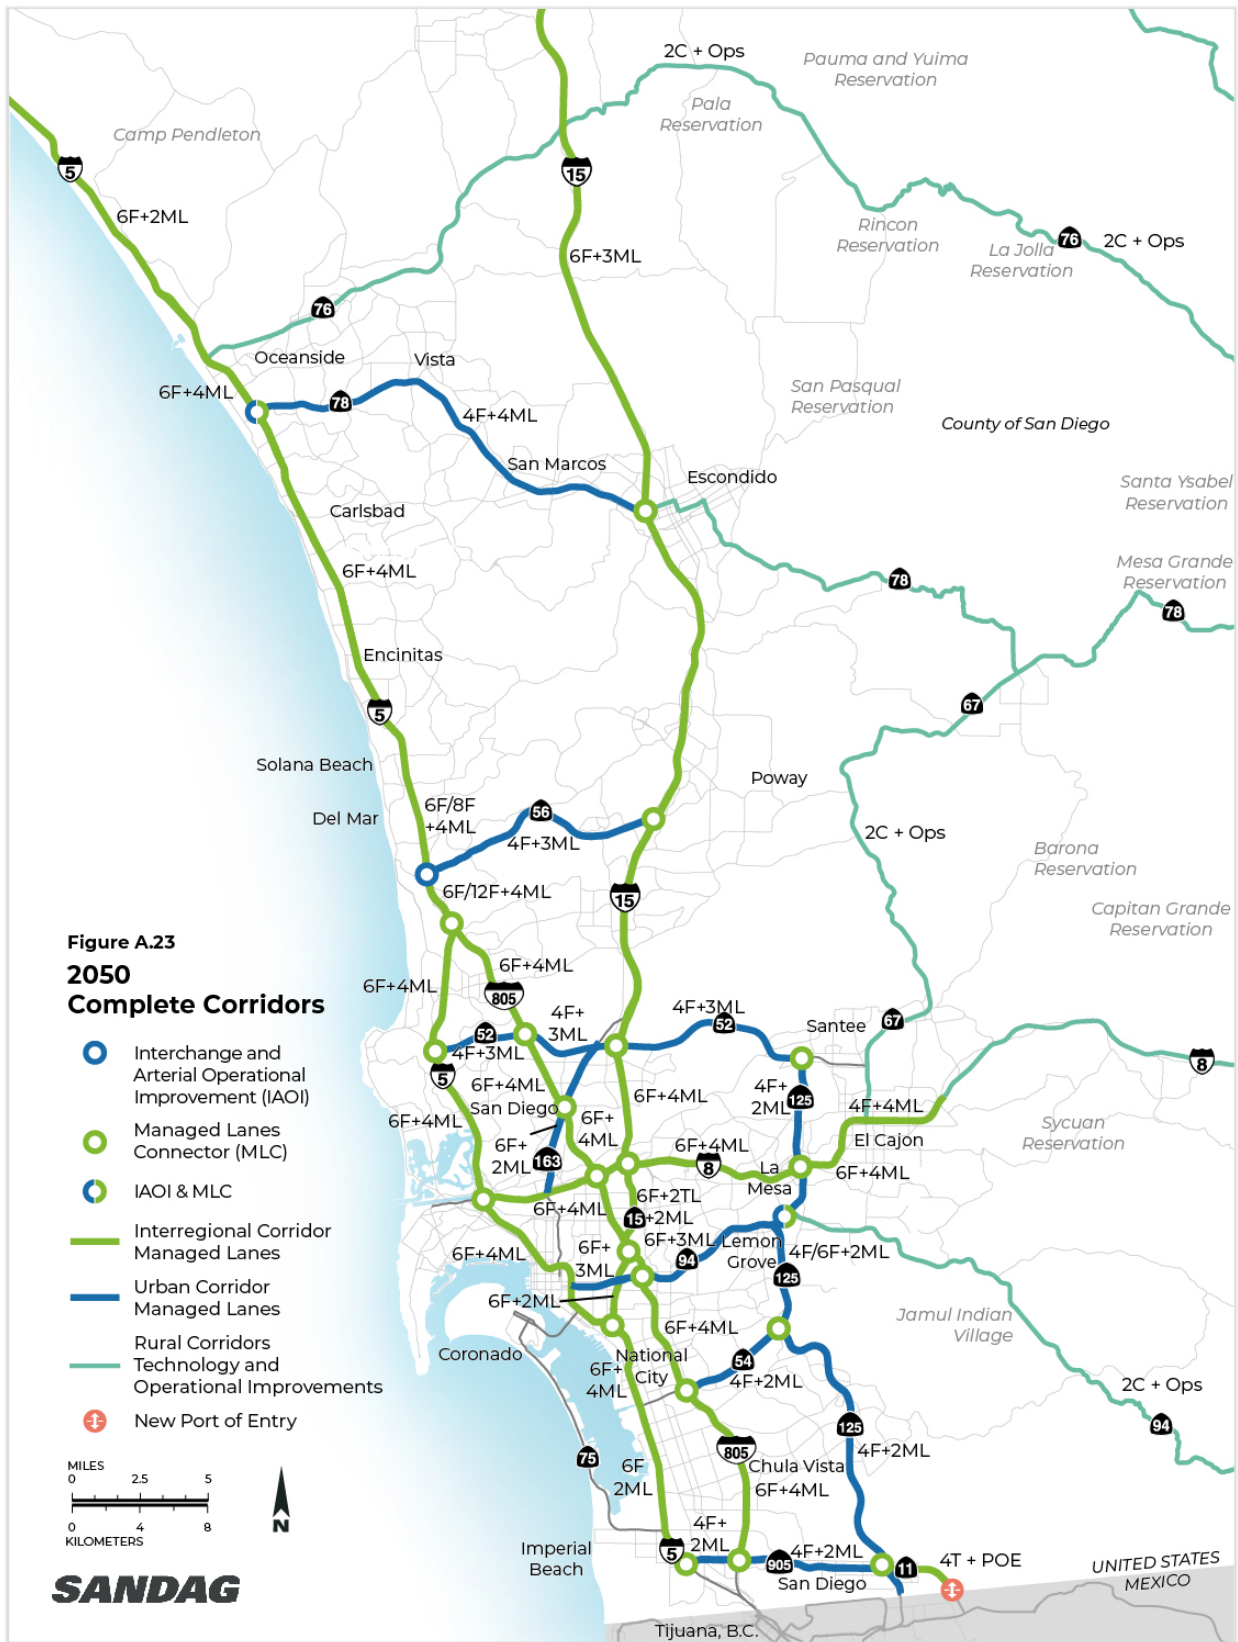 2C + Ops
Pauma and Yuima
Reservation
Pala
Reservation
Camp Pendleton
5
15
6F+2ML
Rincon
Reservation
76
2C + Ops
La Jolla
Reservation
6F+3ML
76
Oceanside
Vista
6F+4ML
78
4F+4ML
San Pasqual
Reservation
County of San Diego
San Marcos
Escondido
Santa Ysabel
Reservation
Carlsbad
6F+4ML
78
Mesa Grande
Reservation
78
Encinitas
5
67
Solana Beach
Poway
Del Mar
6F/8F
+4ML
56
4F+3ML
2C + Ops
Barona
Reservation
6F/12F+4ML
15
Capitan Grande
Reservation
Figure A.23
2050
Complete Corridors
6F+4ML
6F+4ML
805
4F+
3ML
4F+3ML
52
Santee
67
52
4F+3ML
5
8
Interchange and
Arterial Operational
Improvement (IAOI)
Managed Lanes
Connector (MLC)
IAOI & MLC
Interregional Corridor
Managed Lanes
Urban Corridor
Managed Lanes
Rural Corridors
Technology and
Operational Improvements
New Port of Entry
6F+4ML
San Diego
6F+4ML
6F+
4ML
6F+4ML
4F+
2ML
125
4F+4ML
El Cajon
Sycuan
Reservation
6F+
2ML
163
6F+4ML
8
La
Mesa
6F+4ML
6F+4ML
6F+2TL
+2ML
15
6F+3ML
94
Lemon
Grove
4F/6F+2ML
125
6F+4ML
6F+
3ML
6F+2ML
Jamul Indian
Village
Coronado
6F+4ML
National
City
6F+
4ML
54
4F+2ML
2C + Ops
94
125
4F+2ML
75
805
Chula Vista
6F+4ML
6F
2ML
4F+
2ML
5
905
4F+2ML
San Diego
11
4T + POE
Imperial
Beach
UNITED STATES
MEXICO
Tijuana, B.C.
MILES
0 2.5 5
0 4 8
KILOMETERS
N
SANDAG